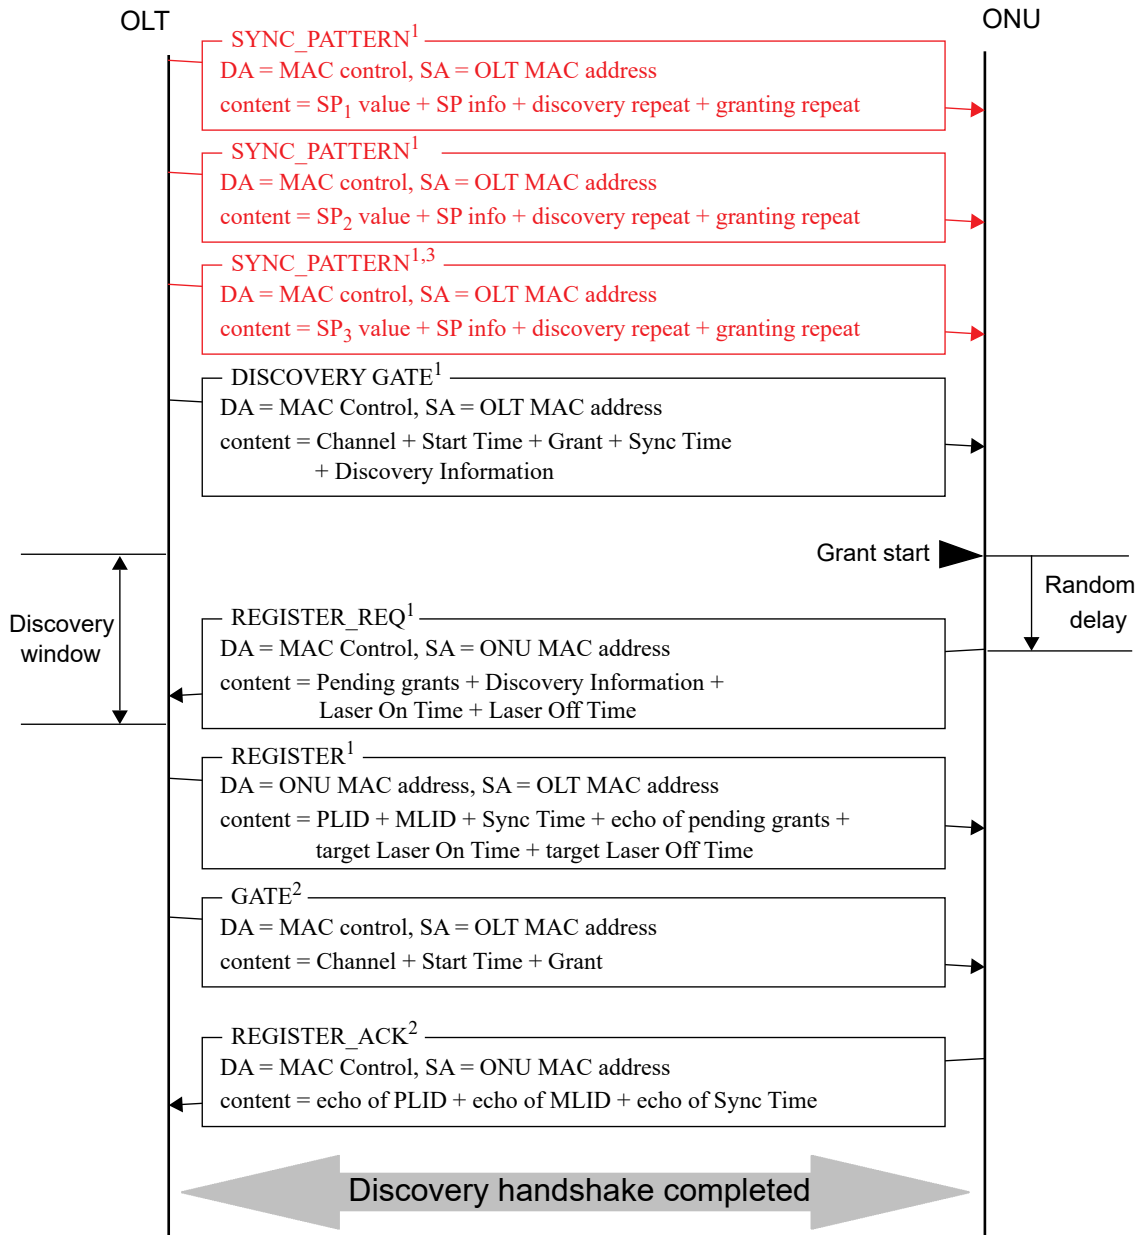 OLT
ONU
SYNC_PATTERN¹
DA = MAC control, SA = OLT MAC address
content = SP₁ value + SP info + discovery repeat + granting repeat
SYNC_PATTERN¹
DA = MAC control, SA = OLT MAC address
content = SP₂ value + SP info + discovery repeat + granting repeat
SYNC_PATTERN¹,³
DA = MAC control, SA = OLT MAC address
content = SP₃ value + SP info + discovery repeat + granting repeat
DISCOVERY GATE¹
DA = MAC Control, SA = OLT MAC address
content = Channel + Start Time + Grant + Sync Time
+ Discovery Information
Grant start
Random
delay
Discovery
window
REGISTER_REQ¹
DA = MAC Control, SA = ONU MAC address
content = Pending grants + Discovery Information +
Laser On Time + Laser Off Time
REGISTER¹
DA = ONU MAC address, SA = OLT MAC address
content = PLID + MLID + Sync Time + echo of pending grants +
target Laser On Time + target Laser Off Time
GATE²
DA = MAC control, SA = OLT MAC address
content = Channel + Start Time + Grant
REGISTER_ACK²
DA = MAC Control, SA = ONU MAC address
content = echo of PLID + echo of MLID + echo of Sync Time
Discovery handshake completed